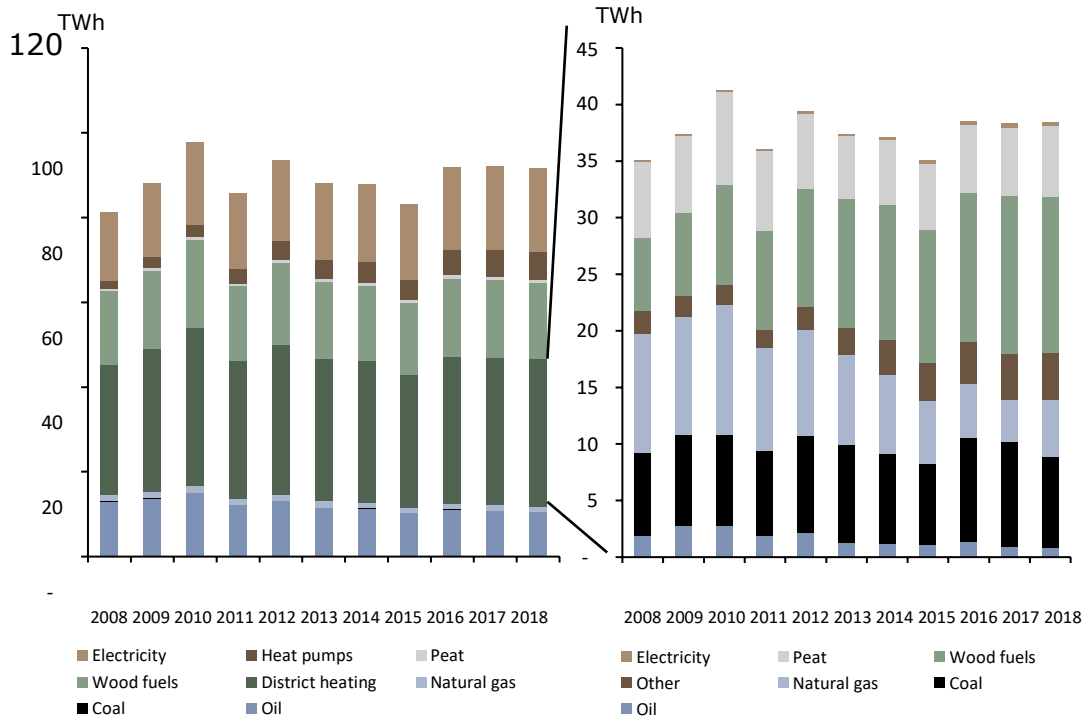 TWh
120
100
80
60
40
20
-
2008 2009 2010 2011 2012 2013 2014 2015 2016 2017 2018
Electricity Heat pumps Peat
Wood fuels District heating Natural gas
Coal Oil
TWh
45
40
35
30
25
20
15
10
5
-
2008 2009 2010 2011 2012 2013 2014 2015 2016 2017 2018
Electricity Peat Wood fuels
Other Natural gas Coal
Oil